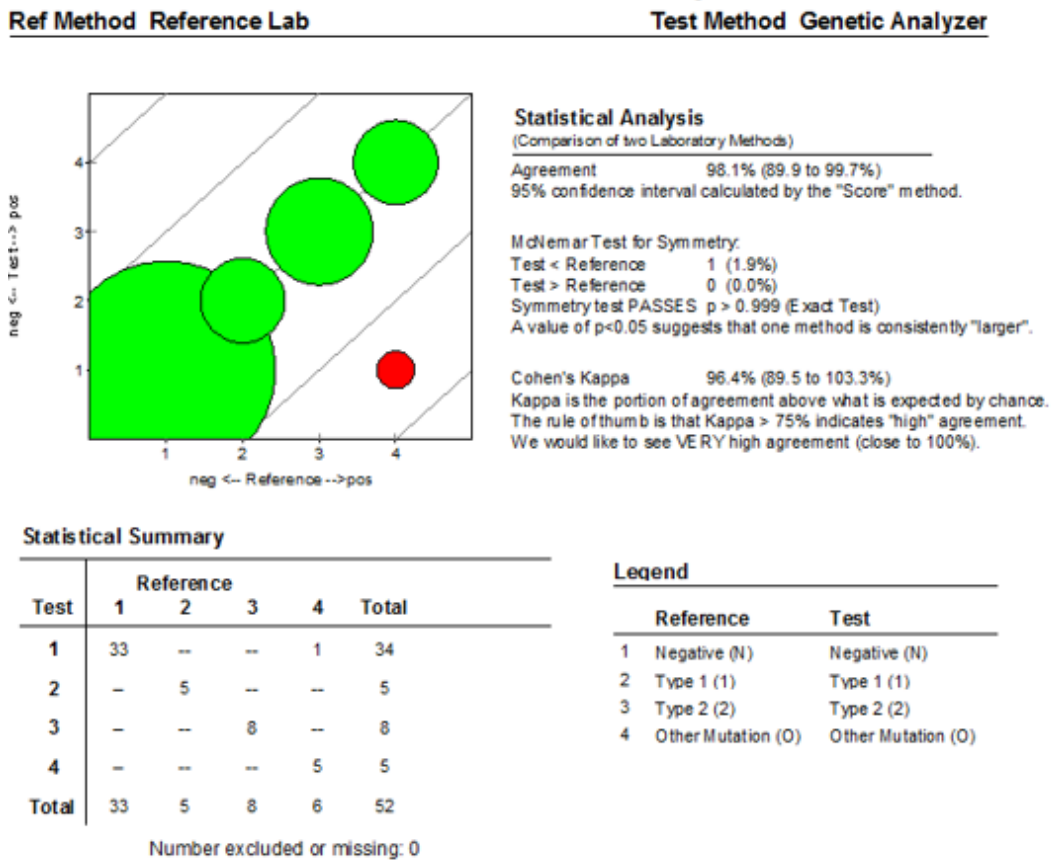 Ref Method Reference Lab
Test Method Genetic Analyzer
4
3
2
1
neg <-- Test--> pos
1 2 3 4
neg <-- Reference -->pos
Statistical Analysis
(Comparison of two Laboratory Methods)
Agreement 98.1% (89.9 to 99.7%)
95% confidence interval calculated by the "Score" method.
McNemar Test for Symmetry:
Test < Reference 1 (1.9%)
Test > Reference 0 (0.0%)
Symmetry test PASSES p > 0.999 (Exact Test)
A value of p<0.05 suggests that one method is consistently "larger".
Cohen's Kappa 96.4% (89.5 to 103.3%)
Kappa is the portion of agreement above what is expected by chance.
The rule of thumb is that Kappa > 75% indicates "high" agreement.
We would like to see VERY high agreement (close to 100%).
Statistical Summary
Reference
Test 1 2 3 4 Total
1 33 -- -- 1 34
2 -- 5 -- -- 5
3 -- -- 8 -- 8
4 -- -- -- 5 5
Total 33 5 8 6 52
Number excluded or missing: 0
Legend
Reference Test
1 Negative (N) Negative (N)
2 Type 1 (1) Type 1 (1)
3 Type 2 (2) Type 2 (2)
4 Other Mutation (O) Other Mutation (O)